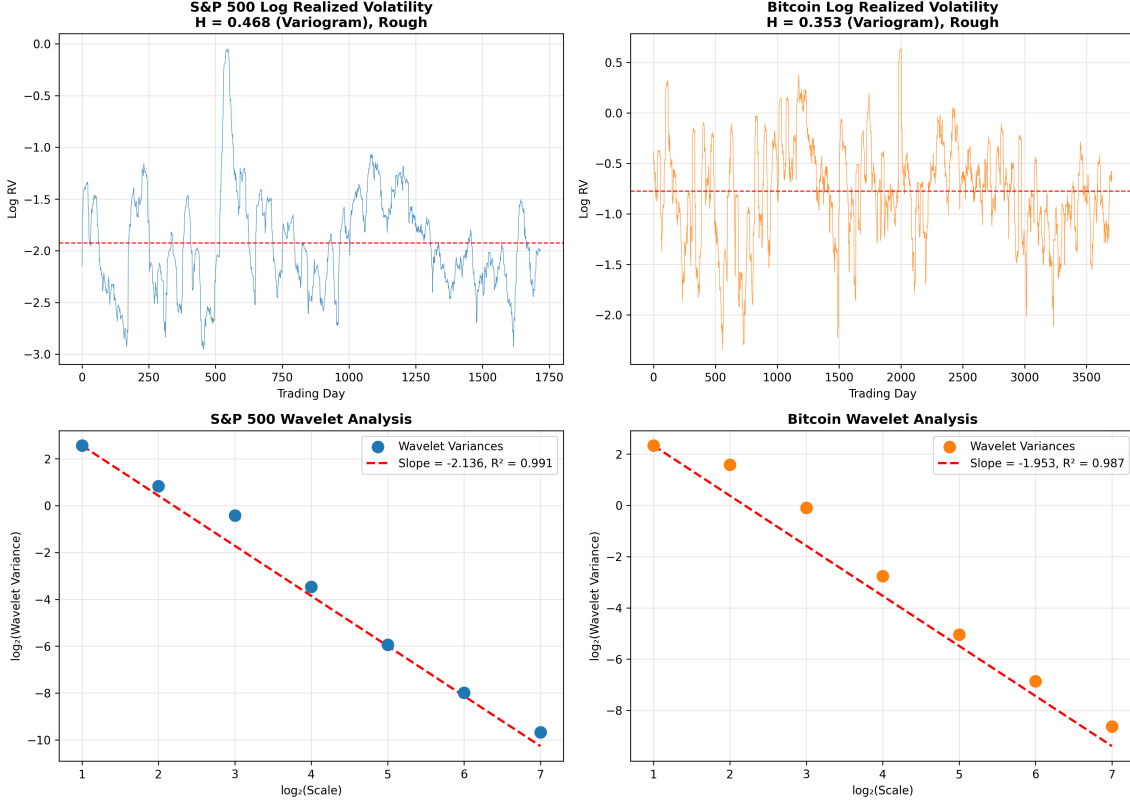 S&P 500 Log Realized Volatility
H = 0.468 (Variogram), Rough
Log RV
0.0
−0.5
−1.0
−1.5
−2.0
−2.5
−3.0
0 250 500 750 1000 1250 1500 1750
Trading Day
Bitcoin Log Realized Volatility
H = 0.353 (Variogram), Rough
Log RV
0.5
0.0
−0.5
−1.0
−1.5
−2.0
0 500 1000 1500 2000 2500 3000 3500
Trading Day
S&P 500 Wavelet Analysis
Wavelet Variances
Slope = -2.136, R² = 0.991
log₂(Wavelet Variance)
2
0
−2
−4
−6
−8
−10
1 2 3 4 5 6 7
log₂(Scale)
Bitcoin Wavelet Analysis
Wavelet Variances
Slope = -1.953, R² = 0.987
log₂(Wavelet Variance)
2
0
−2
−4
−6
−8
1 2 3 4 5 6 7
log₂(Scale)